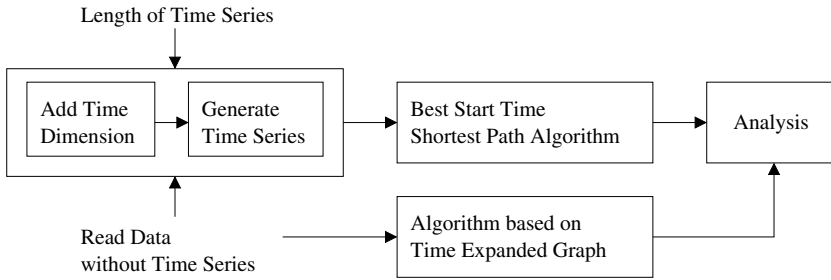 Length of Time Series
Add Time
Dimension
Generate
Time Series
Best Start Time
Shortest Path Algorithm
Analysis
Read Data
without Time Series
Algorithm based on
Time Expanded Graph